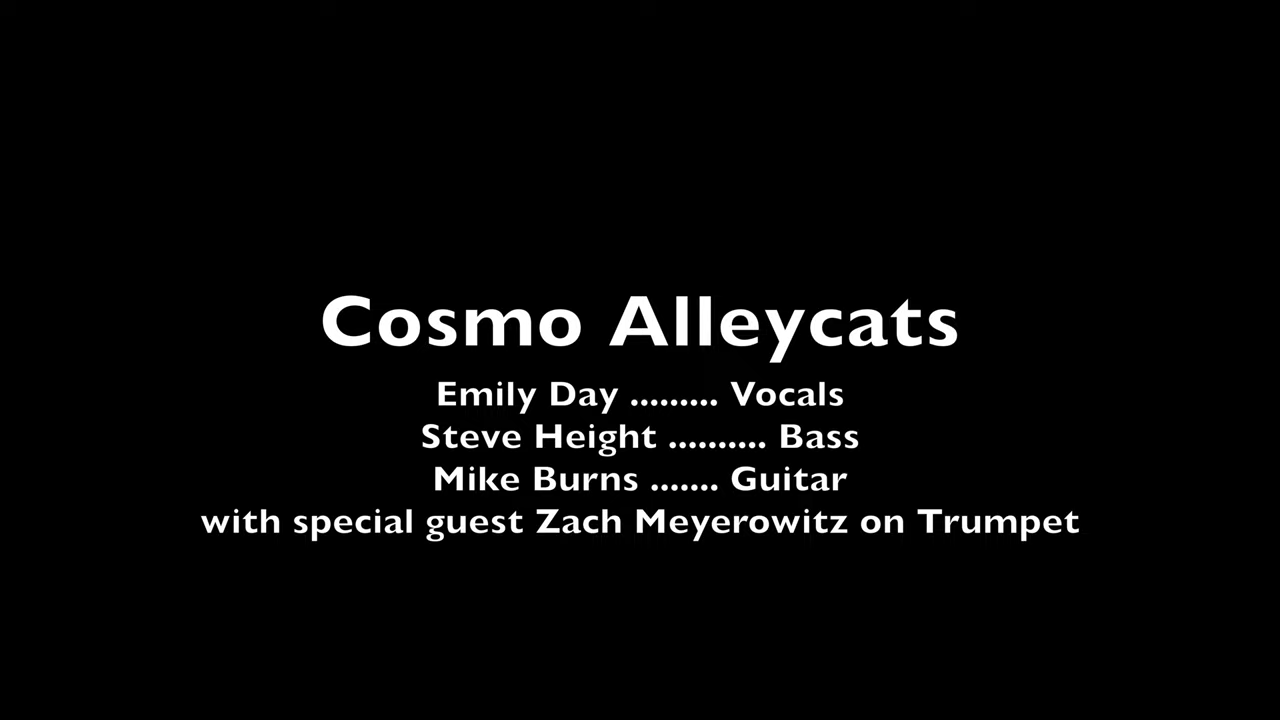 Cosmo Alleycats
Emily Day ......... Vocals
Steve Height .......... Bass
Mike Burns ....... Guitar
with special guest Zach Meyerowitz on Trumpet